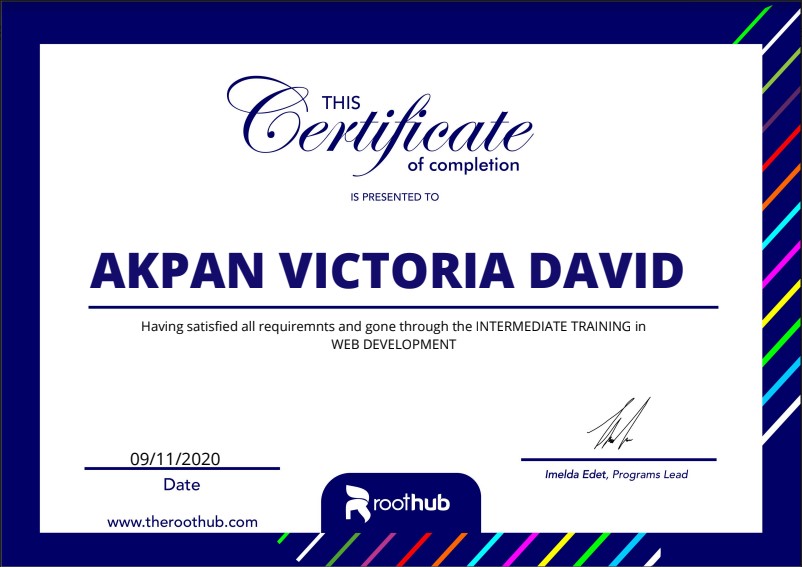 THIS
Certificate
of completion
IS PRESENTED TO
AKPAN VICTORIA DAVID
Having satisfied all requiremnts and gone through the INTERMEDIATE TRAINING in
WEB DEVELOPMENT
09/11/2020
Date
www.theroothub.com
roothub
Imelda Edet, Programs Lead